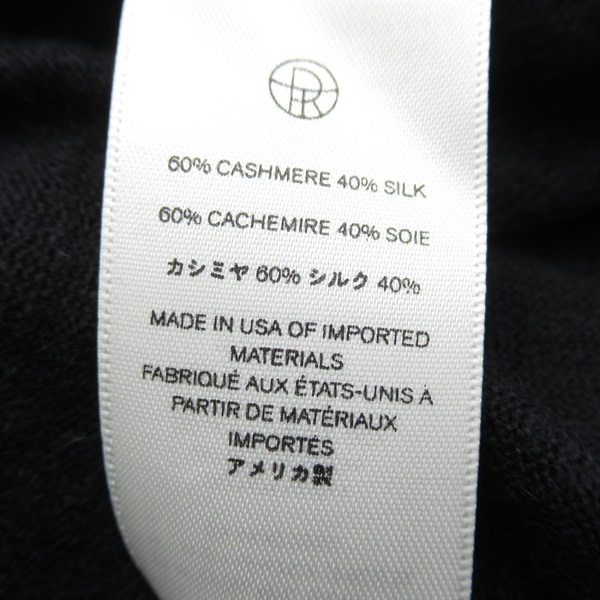 PR
60% CASHMERE 40% SILK
60% CACHEMIRE 40% SOIE
カシミヤ 60% シルク 40%
MADE IN USA OF IMPORTED
MATERIALS
FABRIQUÉ AUX ÉTATS-UNIS À
PARTIR DE MATÉRIAUX
IMPORTÉS
アメリカ製